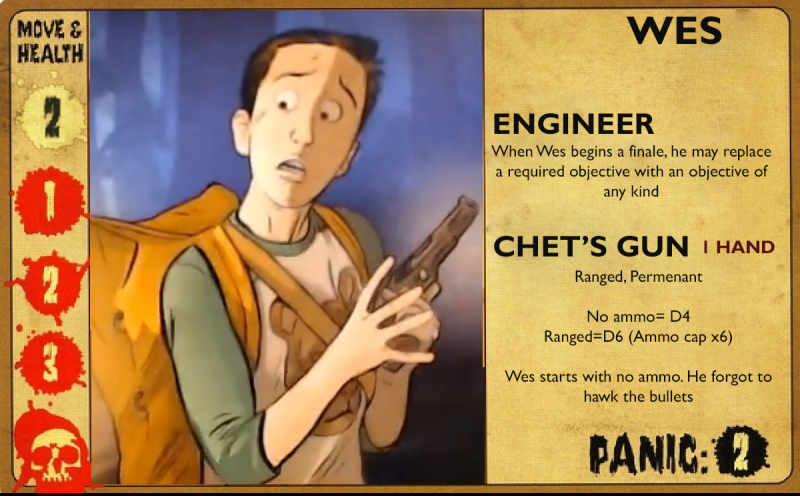 MOVE &
HEALTH
2
1
2
3
WES
ENGINEER
When Wes begins a finale, he may replace
a required objective with an objective of
any kind
CHET'S GUN 1 HAND
Ranged, Permenant
No ammo= D4
Ranged=D6 (Ammo cap x6)
Wes starts with no ammo. He forgot to
hawk the bullets
PANIC: 2